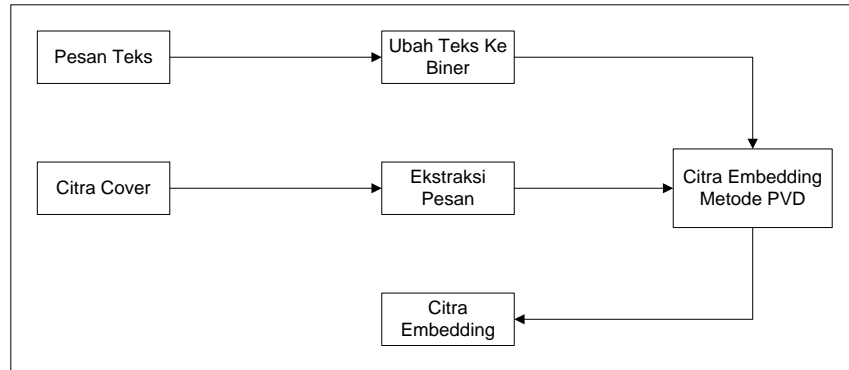 Pesan Teks
Ubah Teks Ke
Biner
Citra Cover
Ekstraksi
Pesan
Citra Embedding
Metode PVD
Citra
Embedding